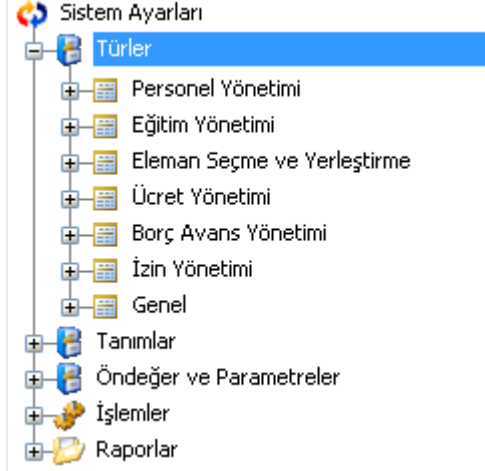 Sistem Ayarları
Türler
Personel Yönetimi
Eğitim Yönetimi
Eleman Seçme ve Yerleştirme
Ücret Yönetimi
Borç Avans Yönetimi
İzin Yönetimi
Genel
Tanımlar
Öndeğer ve Parametreler
İşlemler
Raporlar